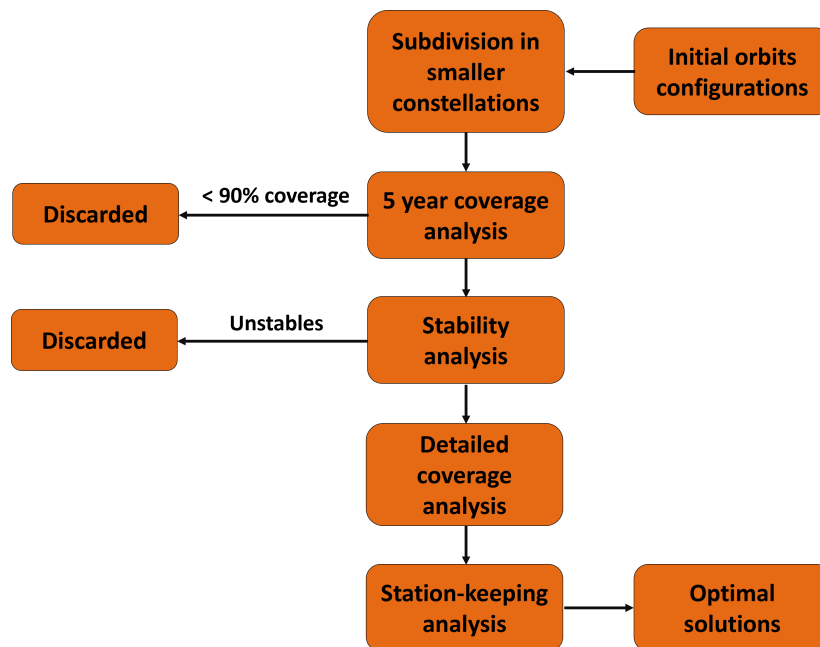 Subdivision in
smaller
constellations
Initial orbits
configurations
< 90% coverage
Discarded
5 year coverage
analysis
Unstables
Discarded
Stability
analysis
Detailed
coverage
analysis
Station-keeping
analysis
Optimal
solutions